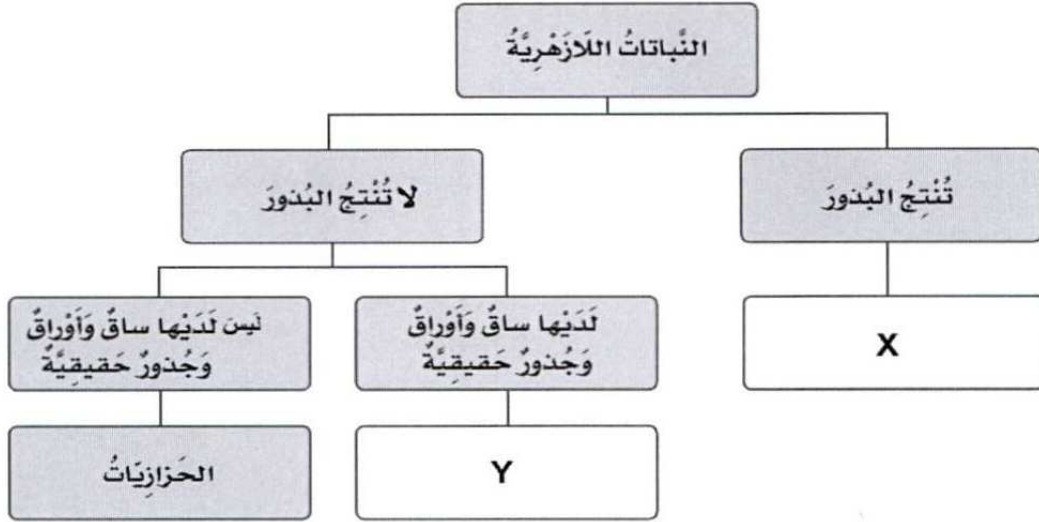 النَّباتاتُ اللَّازَهْرِيَّةُ
تُنْتِجُ البُذورَ
لا تُنْتِجُ البُذورَ
X
لَدَيْها ساقٌ وَأَوْراقٌ
وَجُذورٌ حَقيقِيَّةٌ
لَيسَ لَدَيْها ساقٌ وَأَوْراقٌ
وَجُذورٌ حَقيقِيَّةٌ
Y
الحَزازِيّاتُ